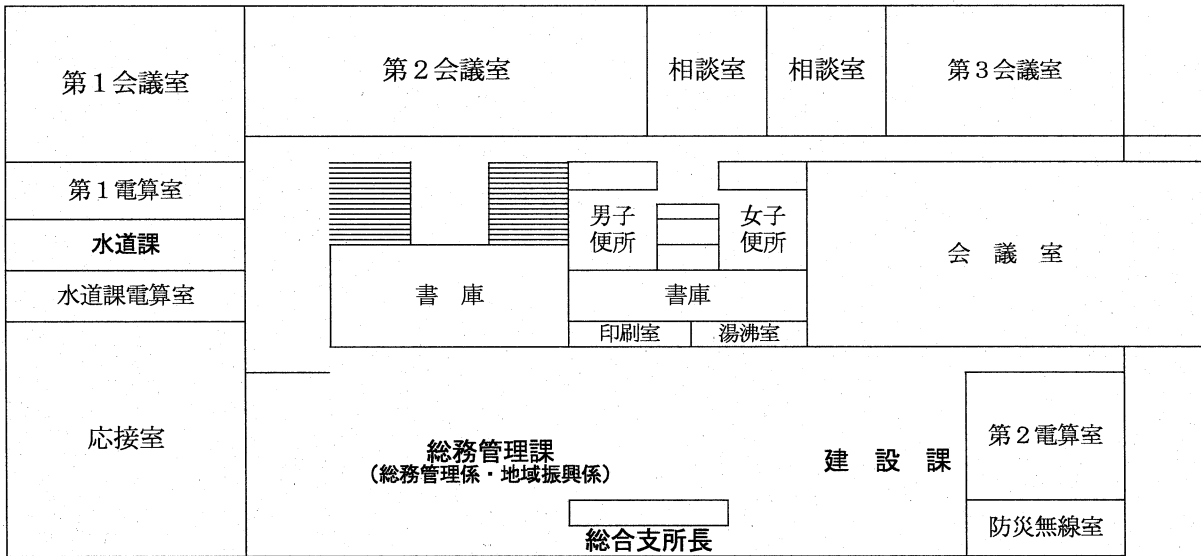 第1会議室
第2会議室
相談室
相談室
第3会議室
第1電算室
水道課
水道課電算室
応接室
男子
便所
女子
便所
書　庫
書庫
印刷室
湯沸室
会　議　室
総務管理課
（総務管理係・地域振興係）
総合支所長
建　設　課
第2電算室
防災無線室